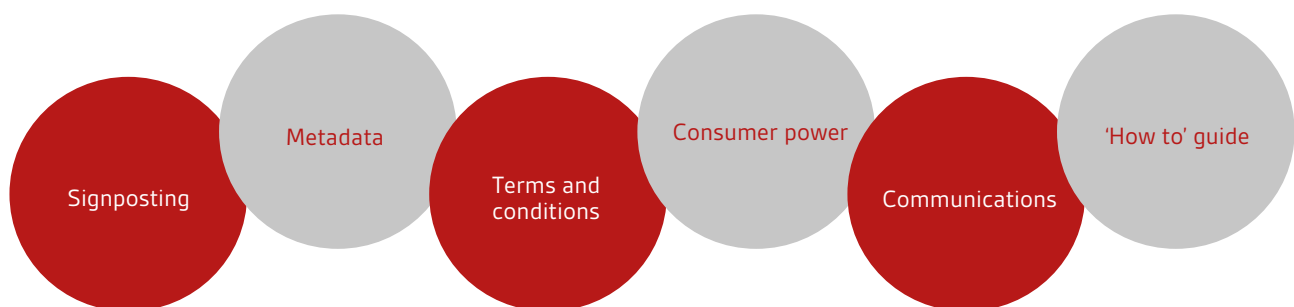 Signposting
Metadata
Terms and
conditions
Consumer power
Communications
‘How to’ guide